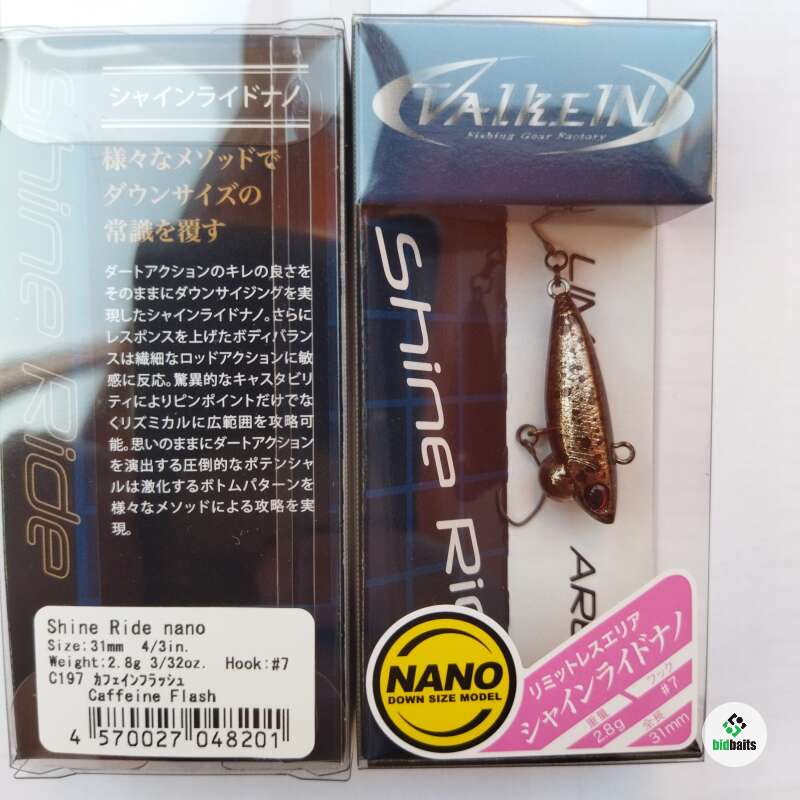 Shine Ride
シャインライドナノ
様々なメソッドで
ダウンサイズの
常識を覆す
ダートアクションのキレの良さを
そのままにダウンサイジングを実
現したシャインライドナノ。さらに
レスポンスを上げたボディバラン
スは繊細なロッドアクションに敏
感に反応。驚異的なキャスタビリ
ティによりピンポイントだけでな
くリズミカルに広範囲を攻略可
能。思いのままにダートアクション
を演出する圧倒的なポテンシャ
ルは激化するボトムパターンを
様々なメソッドによる攻略を実
現。
Shine Ride nano
Size:31mm 4/3in.
Weight:2.8g 3/32oz. Hook:#7
C197 カフェインフラッシュ
Caffeine Flash
4 570027 048201
ValkeIN
Fishing Gear Factory
Shine Rid
NANO
DOWN SIZE MODEL
リミットレスエリア
シャインライドナノ
重量
2.8g
フック
#7
全長
31mm
bidbaits